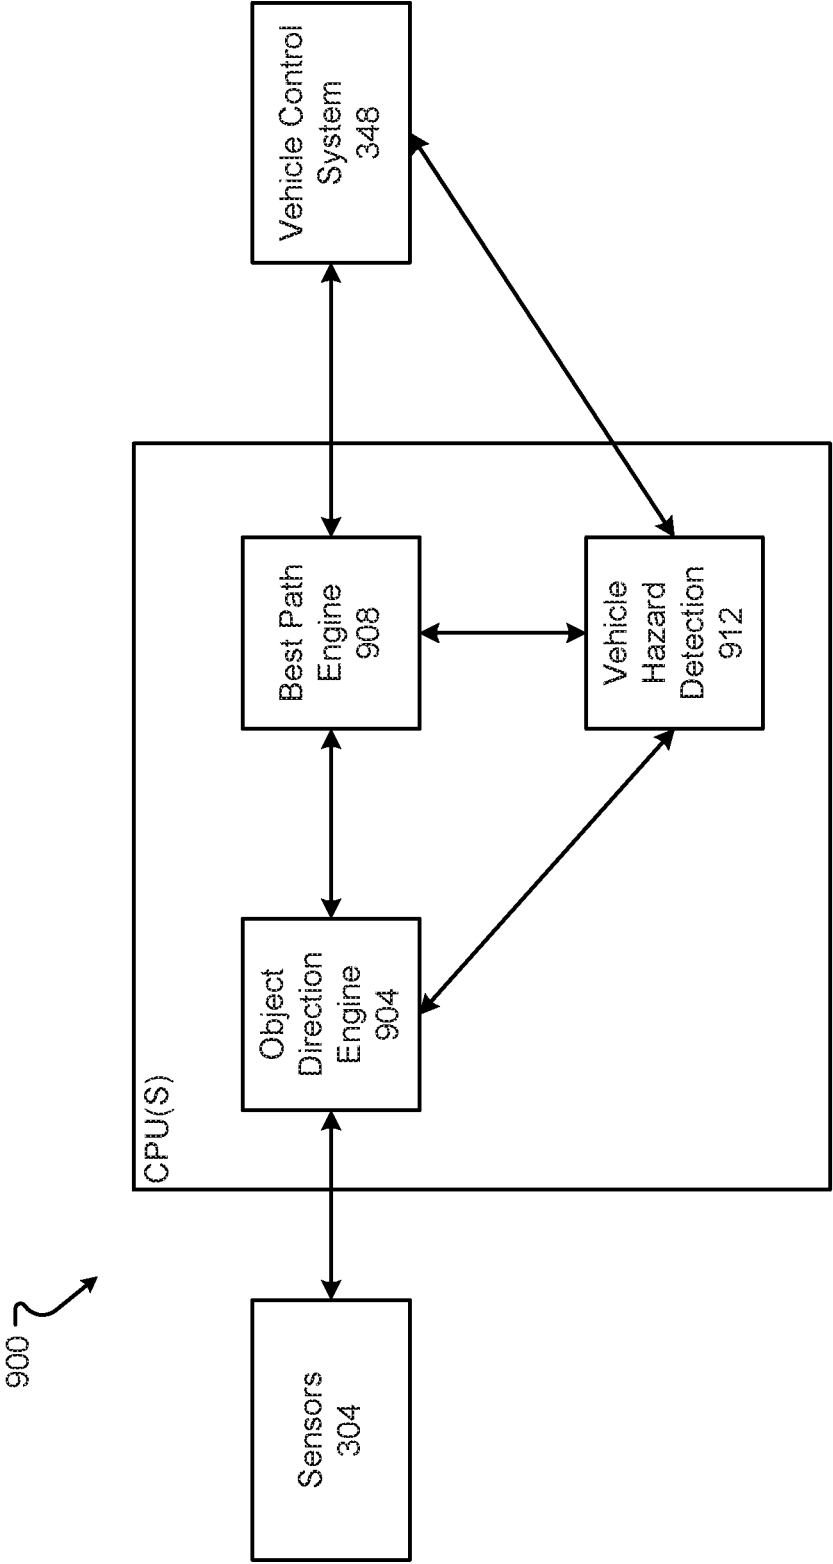 900
Sensors
304
CPU(S)
Object
Direction
Engine
904
Best Path
Engine
908
Vehicle
Hazard
Detection
912
Vehicle Control
System
348